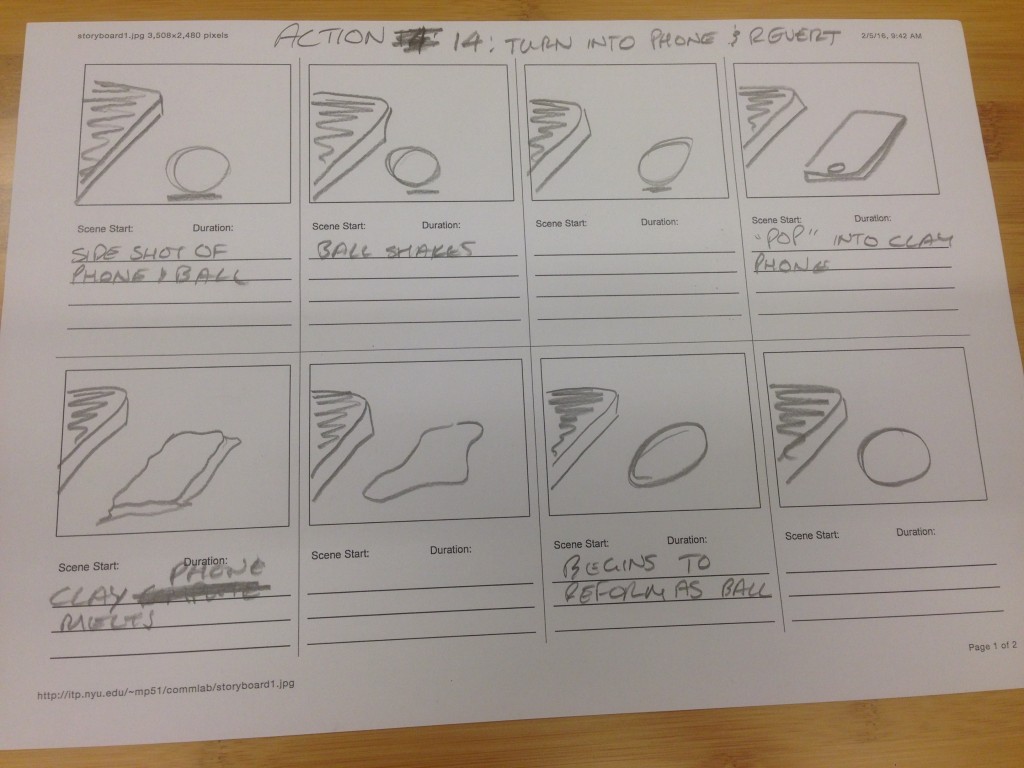 storyboard1.jpg 3,508×2,480 pixels
ACTION 14: TURN INTO PHONE & REVERT
2/5/16, 9:42 AM
Scene Start: Duration:
SIDE SHOT OF
PHONE & BALL
Scene Start: Duration:
BALL SHAKES
Scene Start: Duration:
Scene Start: Duration:
"POP" INTO CLAY
PHONE
Scene Start: Duration:
PHONE
CLAY
MELTS
Scene Start: Duration:
Scene Start: Duration:
BEGINS TO
REFORM AS BALL
Scene Start: Duration:
Page 1 of 2
http://itp.nyu.edu/~mp51/commlab/storyboard1.jpg